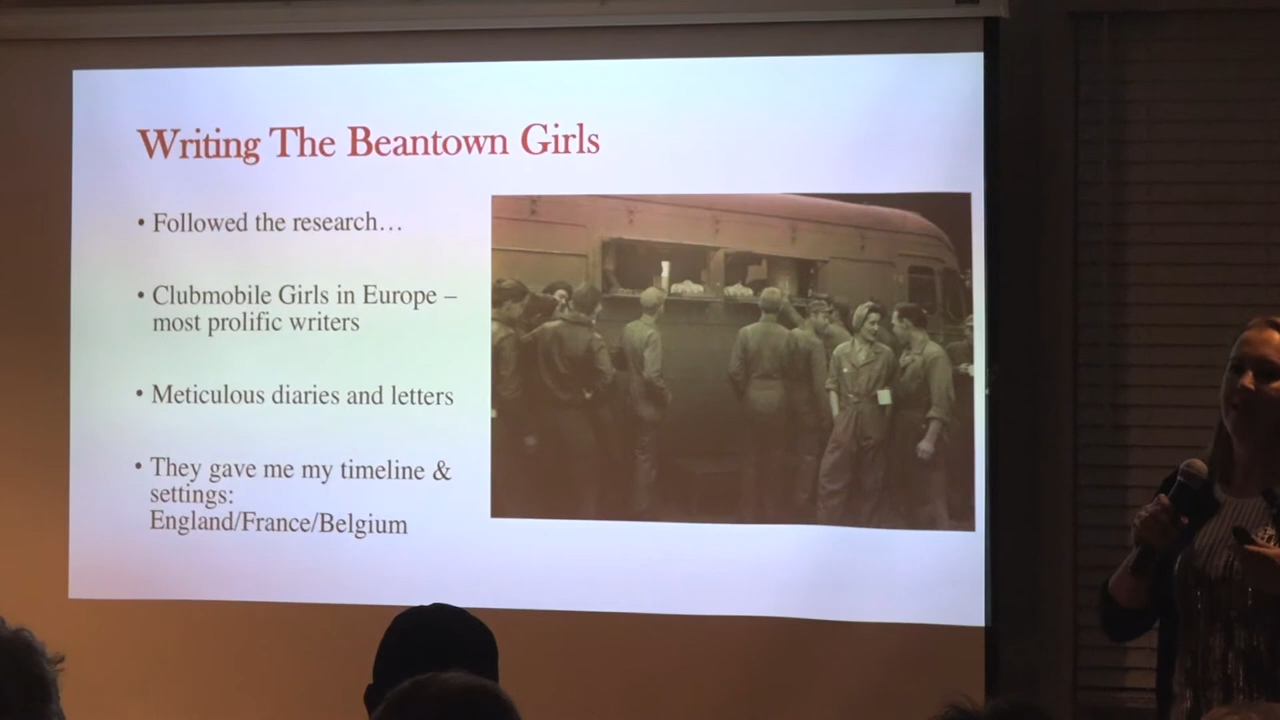 Writing The Beantown Girls
• Followed the research…
• Clubmobile Girls in Europe –
most prolific writers
• Meticulous diaries and letters
• They gave me my timeline &
settings:
England/France/Belgium